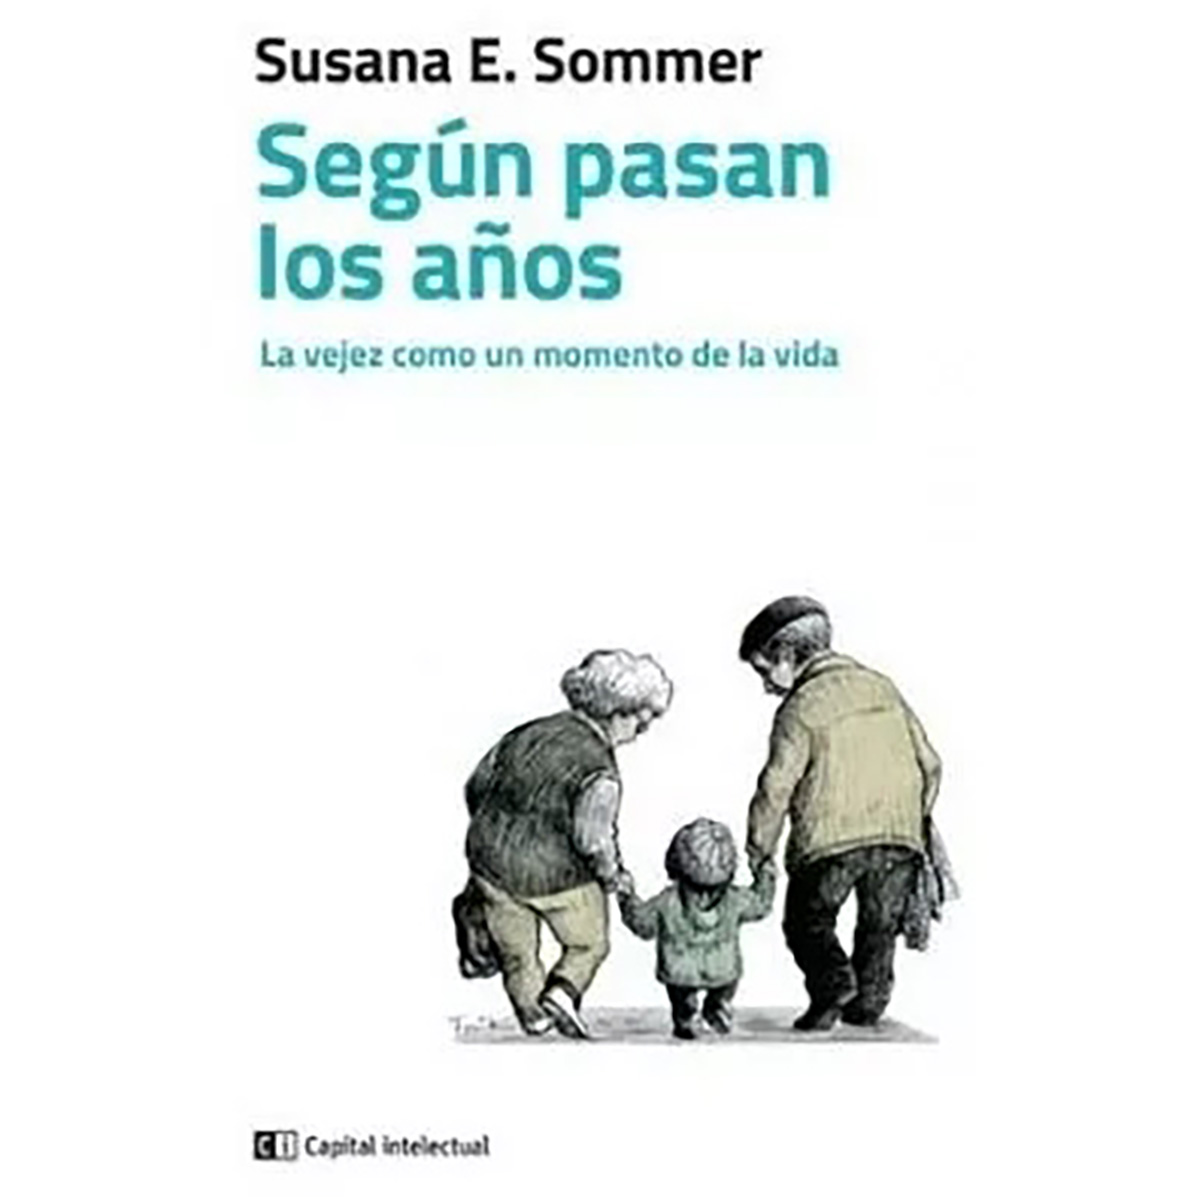 Susana E. Sommer
Según pasan
los años
La vejez como un momento de la vida
ci Capital intelectual